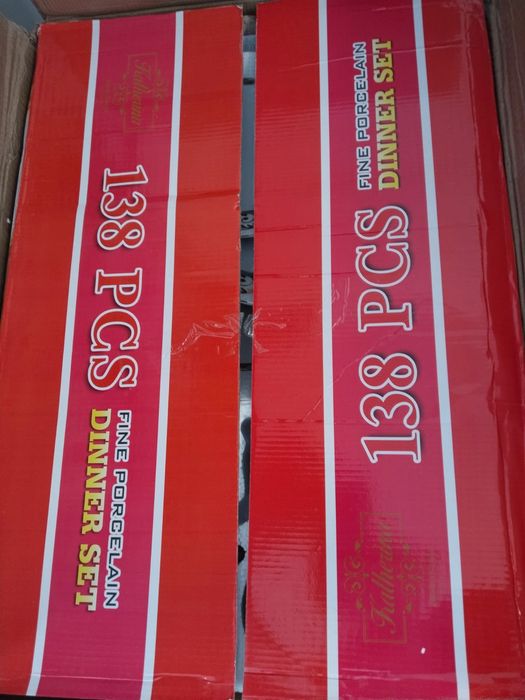 138 PCS
FINE PORCELAIN
DINNER SET
138 PCS
FINE PORCELAIN
DINNER SET